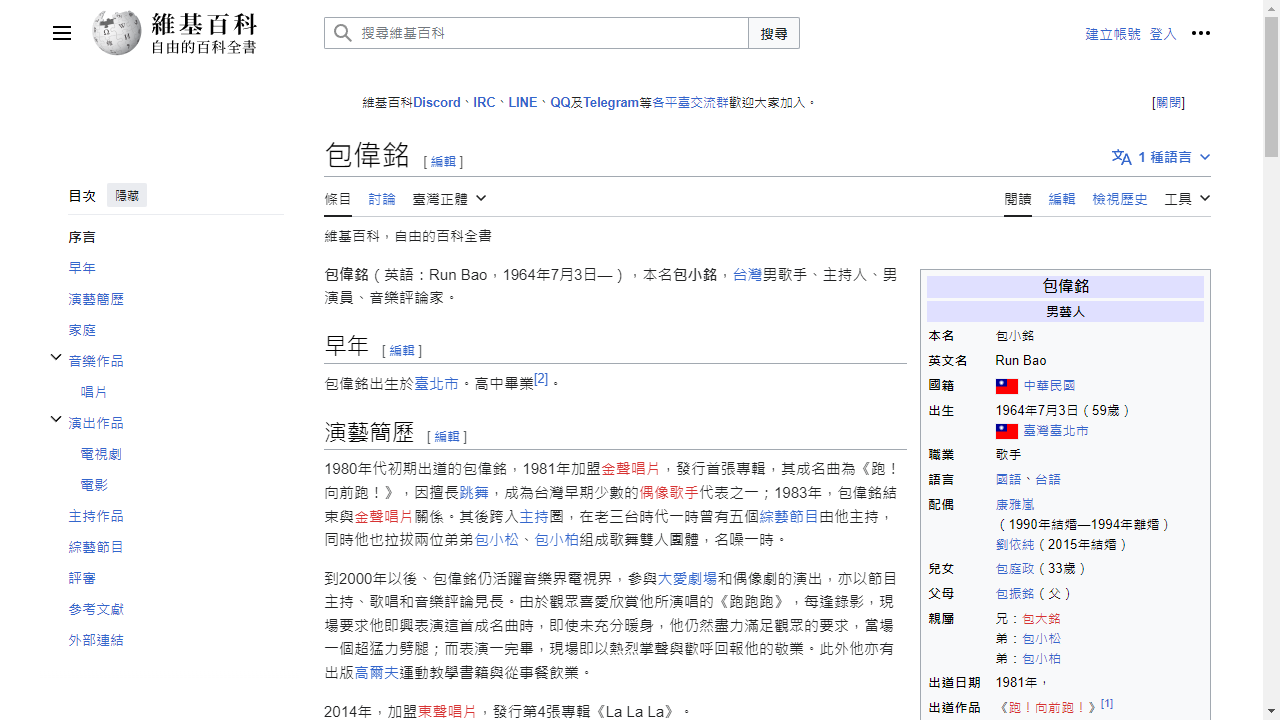 維基百科
自由的百科全書
搜尋維基百科
搜尋
建立帳號 登入
維基百科Discord、IRC、LINE、QQ及Telegram等各平臺交流群歡迎大家加入。
[關閉]
包偉銘 [ 編輯 ]
1 種語言
目次 隱藏
條目 討論 臺灣正體
閱讀 編輯 檢視歷史 工具
序言
早年
演藝簡歷
家庭
音樂作品
唱片
演出作品
電視劇
電影
主持作品
綜藝節目
評審
參考文獻
外部連結
維基百科，自由的百科全書
包偉銘（英語：Run Bao，1964年7月3日—），本名包小銘，台灣男歌手、主持人、男
演員、音樂評論家。
早年 [ 編輯 ]
包偉銘出生於臺北市。高中畢業[2]。
演藝簡歷 [ 編輯 ]
1980年代初期出道的包偉銘，1981年加盟金聲唱片，發行首張專輯，其成名曲為《跑！
向前跑！》，因擅長跳舞，成為台灣早期少數的偶像歌手代表之一；1983年，包偉銘結
束與金聲唱片關係。其後跨入主持圈，在老三台時代一時曾有五個綜藝節目由他主持，
同時他也拉拔兩位弟弟包小松、包小柏組成歌舞雙人團體，名噪一時。
到2000年以後、包偉銘仍活躍音樂界電視界，參與大愛劇場和偶像劇的演出，亦以節目
主持、歌唱和音樂評論見長。由於觀眾喜愛欣賞他所演唱的《跑跑跑》，每逢錄影，現
場要求他即興表演這首成名曲時，即使未充分暖身，他仍然盡力滿足觀眾的要求，當場
一個超猛力劈腿；而表演一完畢，現場即以熱烈掌聲與歡呼回報他的敬業。此外他亦有
出版高爾夫運動教學書籍與從事餐飲業。
2014年，加盟東聲唱片，發行第4張專輯《La La La》。
包偉銘
男藝人
本名 包小銘
英文名 Run Bao
國籍 中華民國
出生 1964年7月3日（59歲）
臺灣臺北市
職業 歌手
語言 國語、台語
配偶 康雅嵐
（1990年結婚—1994年離婚）
劉依純（2015年結婚）
兒女 包庭政（33歲）
父母 包振銘（父）
親屬 兄：包大銘
弟：包小松
弟：包小柏
出道日期 1981年，
出道作品 《跑！向前跑！》[1]